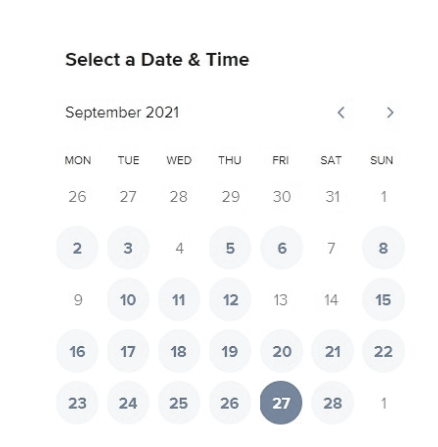 Select a Date & Time
September 2021
MON TUE WED THU FRI SAT SUN
26 27 28 29 30 31 1
2 3 4 5 6 7 8
9 10 11 12 13 14 15
16 17 18 19 20 21 22
23 24 25 26 27 28 1